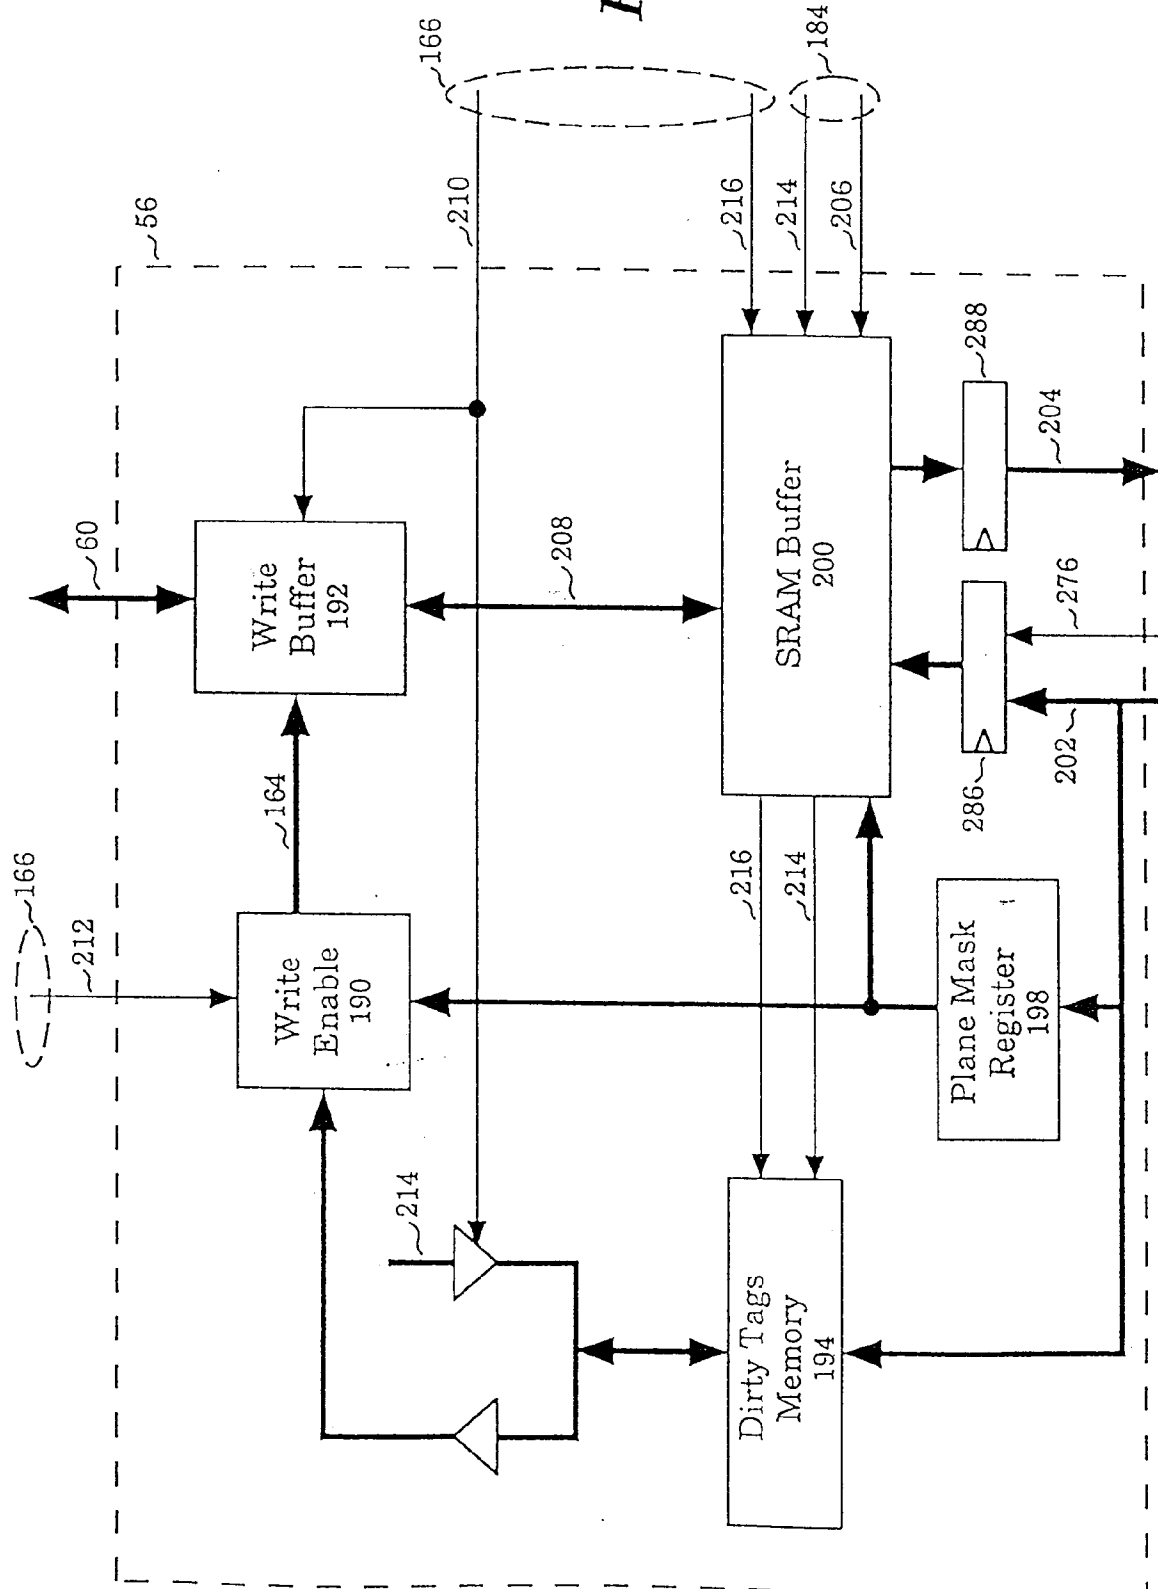 166
212
60
56
Write
Enable
190
164
Write
Buffer
192
210
166
208
214
216
214
216
214
206
184
Dirty Tags
Memory
194
Plane Mask
Register
198
SRAM Buffer
200
286
202
276
288
204